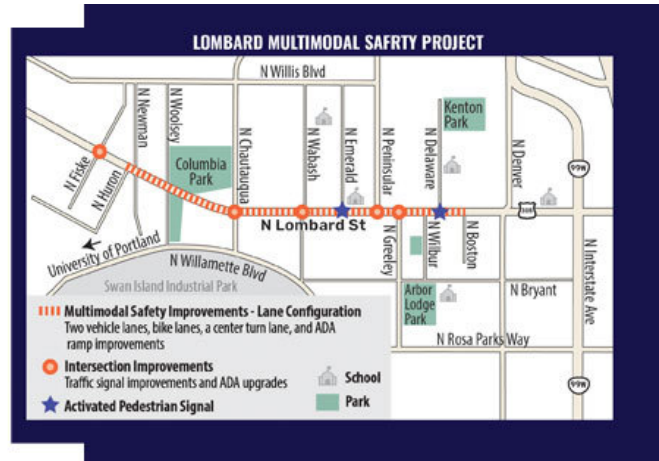 LOMBARD MULTIMODAL SAFRTY PROJECT
N Willis Blvd
N Fiske
N Huron
N Newman
N Woolsey
Columbia
Park
N Chautauqua
N Wabash
N Emerald
N Peninsular
N Delaware
Kenton
Park
N Denver
99W
N Lombard St
30BY
N Greeley
N Wilbur
N Boston
N Interstate Ave
University of Portland
N Willamette Blvd
Swan Island Industrial Park
Arbor
Lodge
Park
N Bryant
N Rosa Parks Way
99W
Multimodal Safety Improvements - Lane Configuration
Two vehicle lanes, bike lanes, a center turn lane, and ADA
ramp improvements
Intersection Improvements
Traffic signal improvements and ADA upgrades
Activated Pedestrian Signal
School
Park